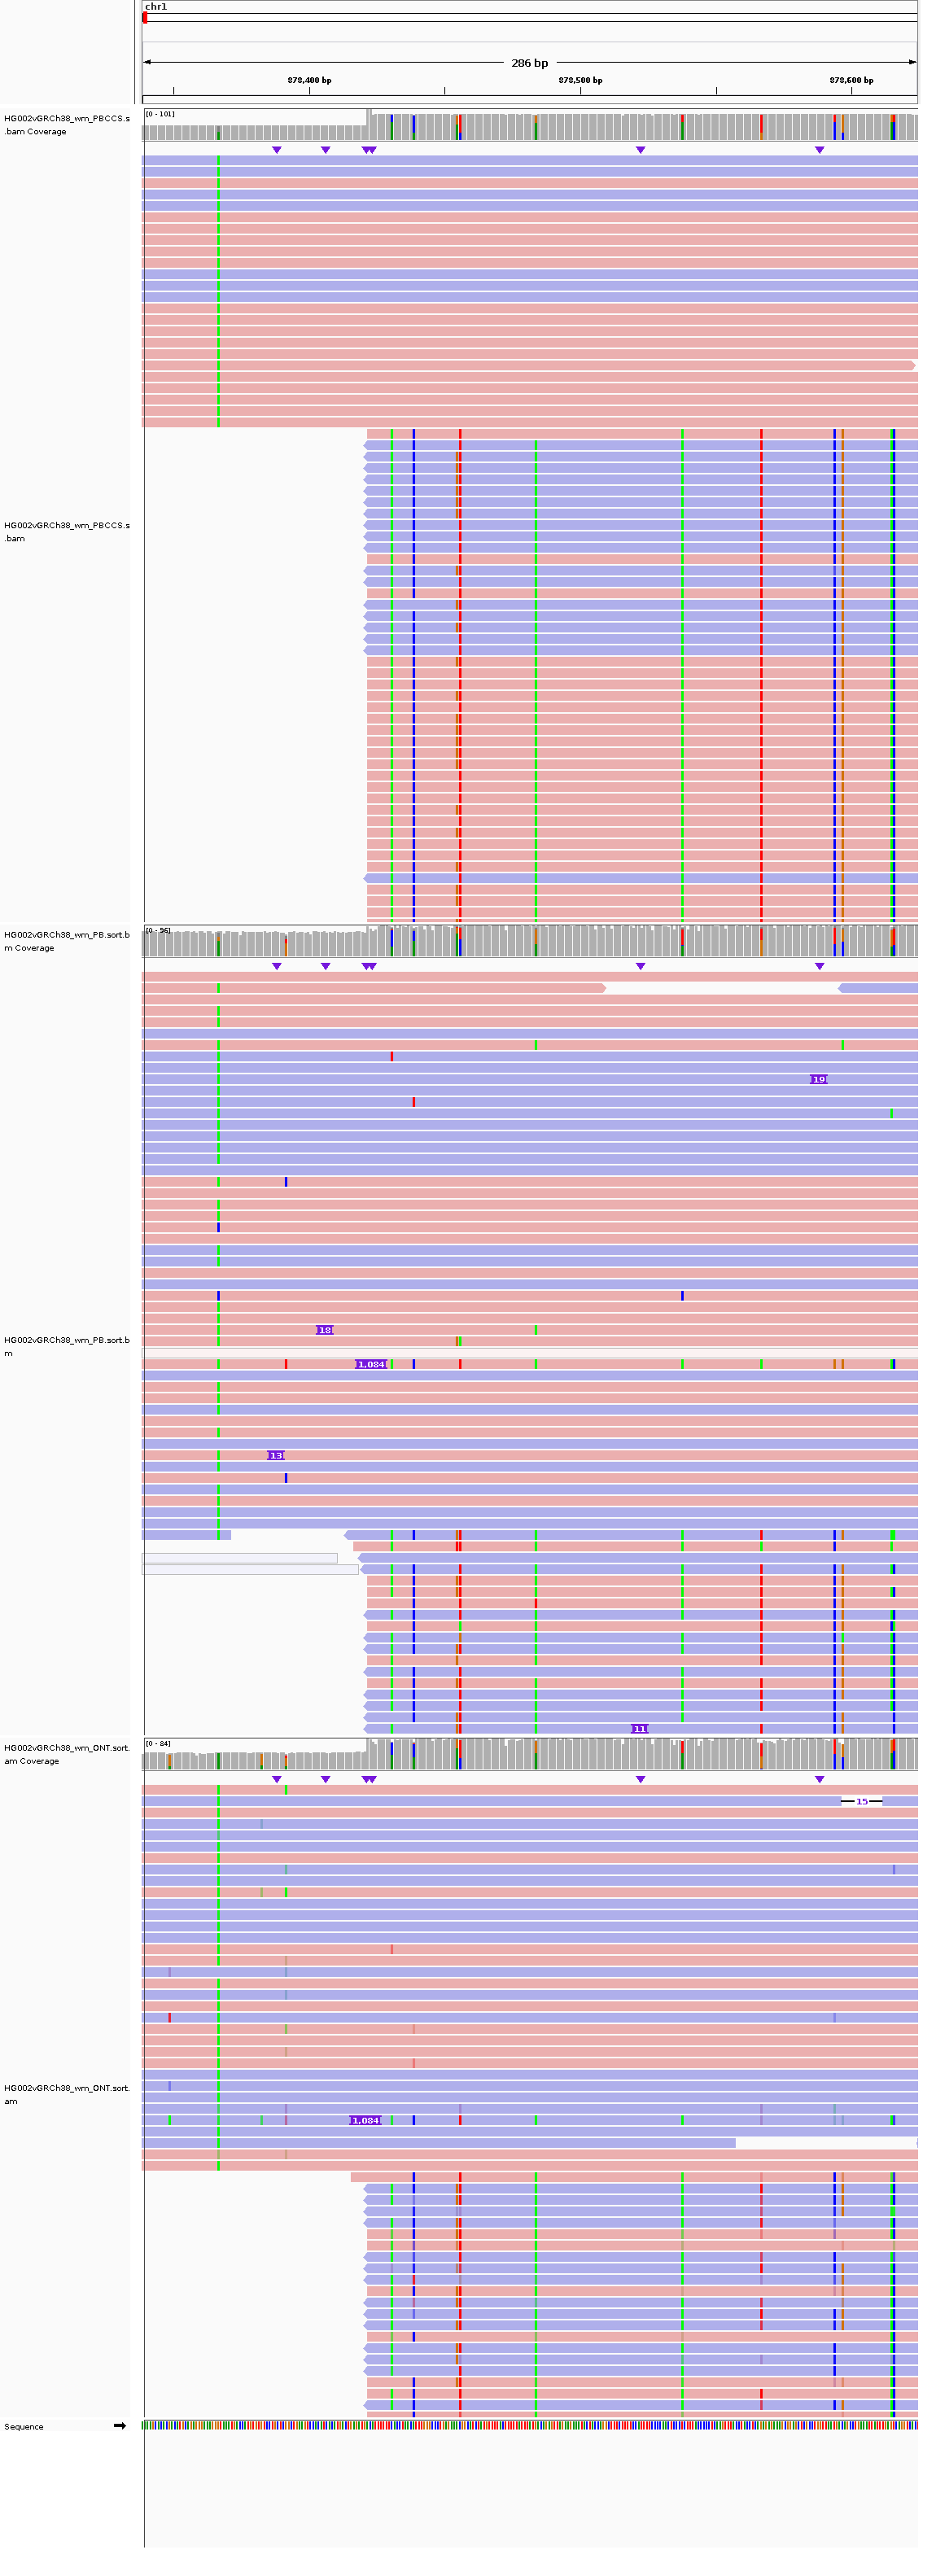 chr1
286 bp
878,400 bp 878,500 bp 878,600 bp
HG002vGRCh38_wm_PBCCS.s
.bam Coverage
[0 - 101]
HG002vGRCh38_wm_PBCCS.s
.bam
HG002vGRCh38_wm_PB.sort.b
m Coverage
[0 - 96]
19
18
HG002vGRCh38_wm_PB.sort.b
m
1,084
13
11
HG002vGRCh38_wm_ONT.sort.
am Coverage
[0 - 84]
15
HG002vGRCh38_wm_ONT.sort.
am
1,084
Sequence